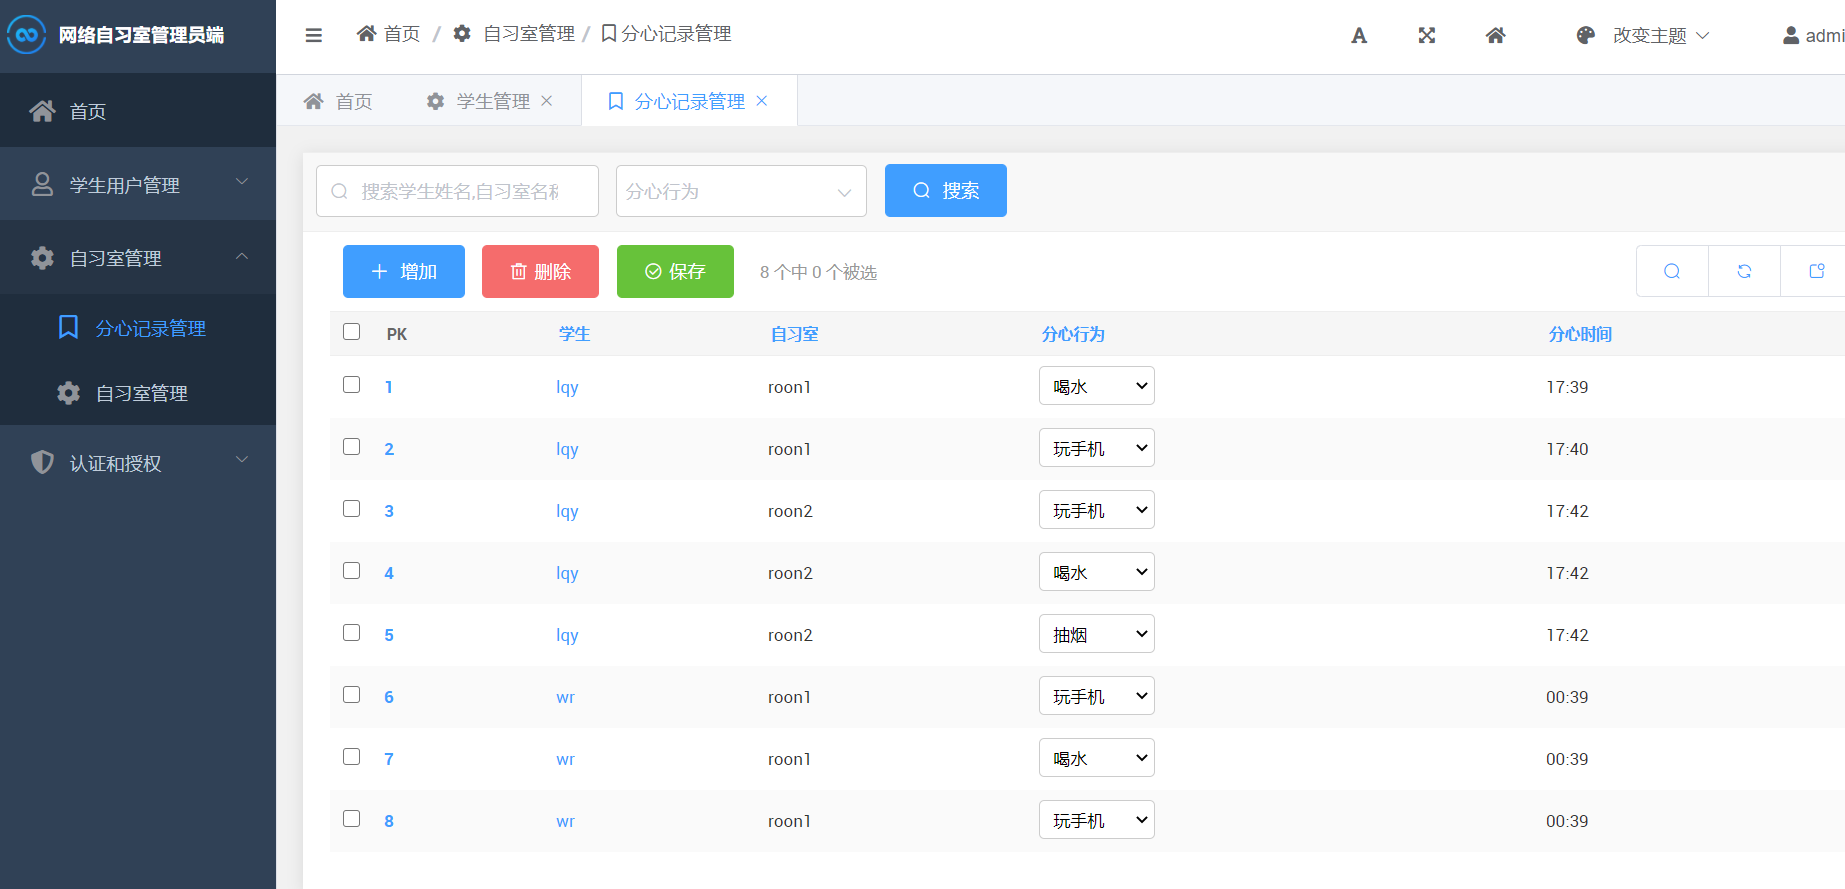 网络自习室管理员端
首页 / 自习室管理 / 分心记录管理
改变主题
admi
首页
学生用户管理
自习室管理
分心记录管理
自习室管理
认证和授权
首页 学生管理 分心记录管理
搜索学生姓名,自习室名称 分心行为 搜索
增加 删除 保存 8 个中 0 个被选
PK 学生 自习室 分心行为 分心时间
1 lqy roon1 喝水 17:39
2 lqy roon1 玩手机 17:40
3 lqy roon2 玩手机 17:42
4 lqy roon2 喝水 17:42
5 lqy roon2 抽烟 17:42
6 wr roon1 玩手机 00:39
7 wr roon1 喝水 00:39
8 wr roon1 玩手机 00:39